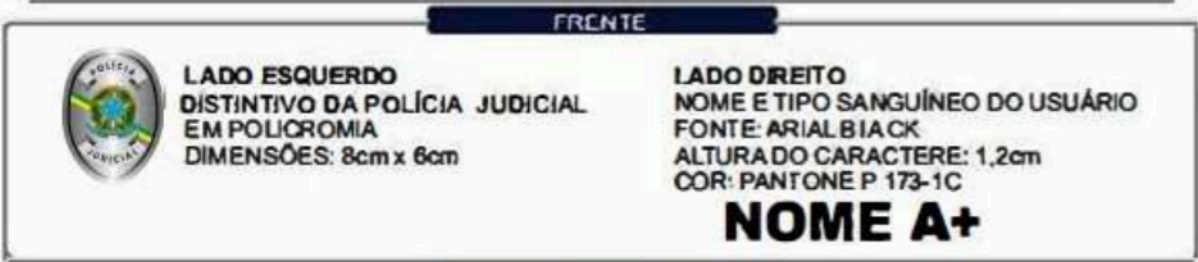 FRENTE
POLÍCIA
JUDICIAL
LADO ESQUERDO
DISTINTIVO DA POLÍCIA JUDICIAL
EM POLICROMIA
DIMENSÕES: 8cm x 6cm
LADO DIREITO
NOME E TIPO SANGUÍNEO DO USUÁRIO
FONTE: ARIAL BIACK
ALTURA DO CARACTERE: 1,2cm
COR: PANTONE P 173-1C
NOME A+